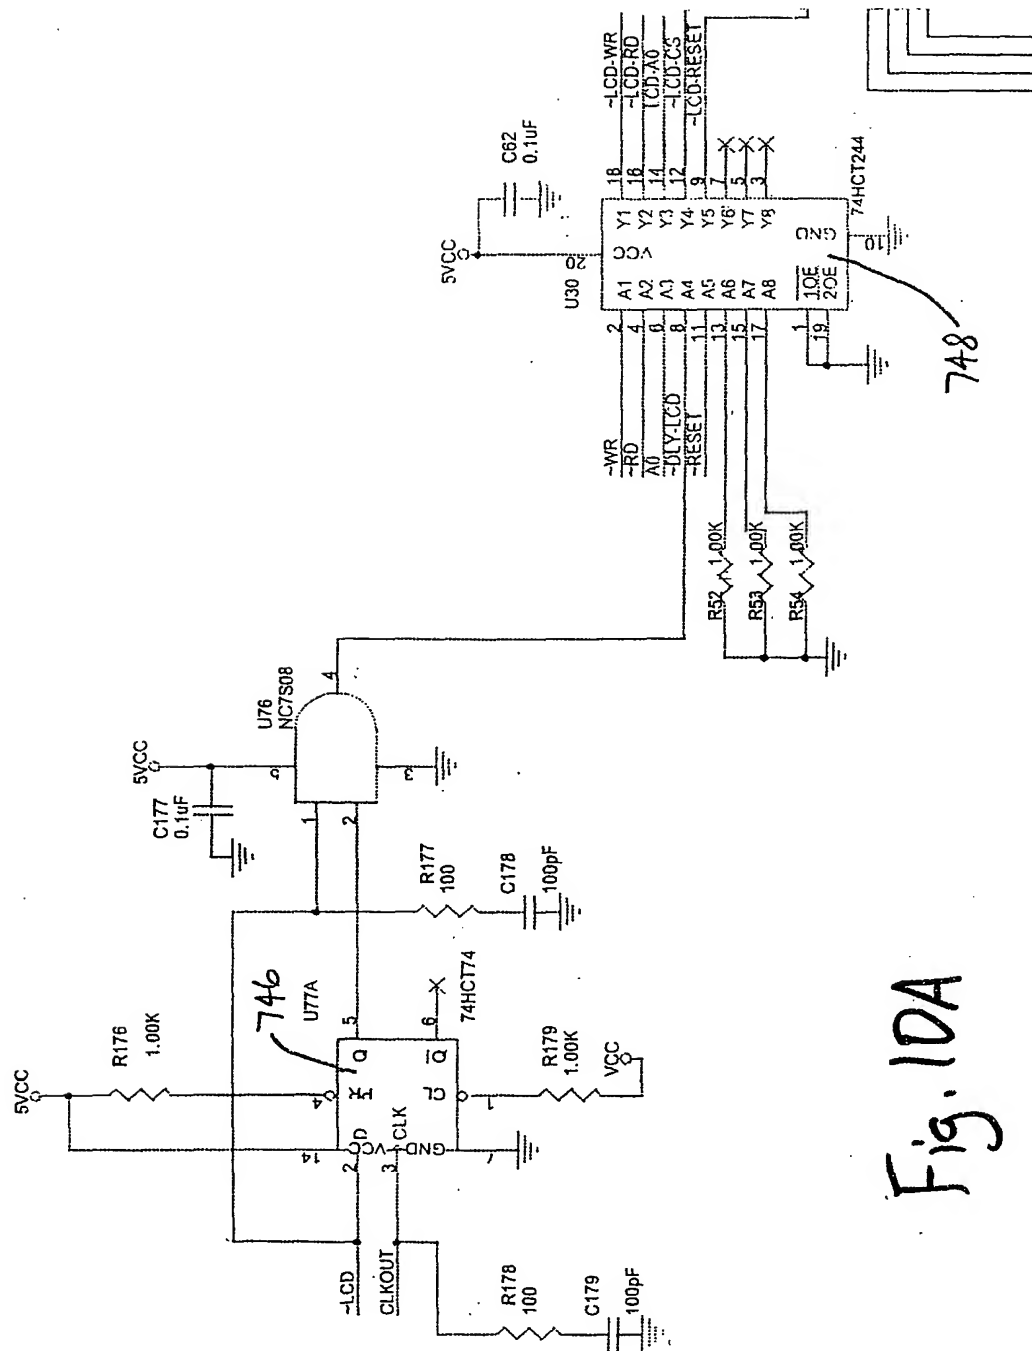 ~LCD-WR
~LCD-RD
LCD-A0
~LCD-CS
~LCD-RESET
C62
0.1uF
5VCC
18
16
14
12
9
7
5
3
Y1
Y2
Y3
Y4
Y5
Y6
Y7
Y8
74HCT244
20
VCC
GND
10
U30
A1
A2
A3
A4
A5
A6
A7
A8
1OE
2OE
2
4
6
8
11
13
15
17
1
19
748
~WR
~RD
A0
~DLY-LCD
~RESET
R52
1.00K
R53
1.00K
R54
1.00K
U76
NC7S08
4
5VCC
5
3
C177
0.1uF
1
2
R177
100
C178
100pF
746
U77A
74HCT74
5
6
Q
Q
R176
1.00K
5VCC
4
14
D
VCC
CLK
GND
CL
1
R179
1.00K
VCC
2
3
7
~LCD
CLKOUT
R178
100
C179
100pF
Fig. 10A